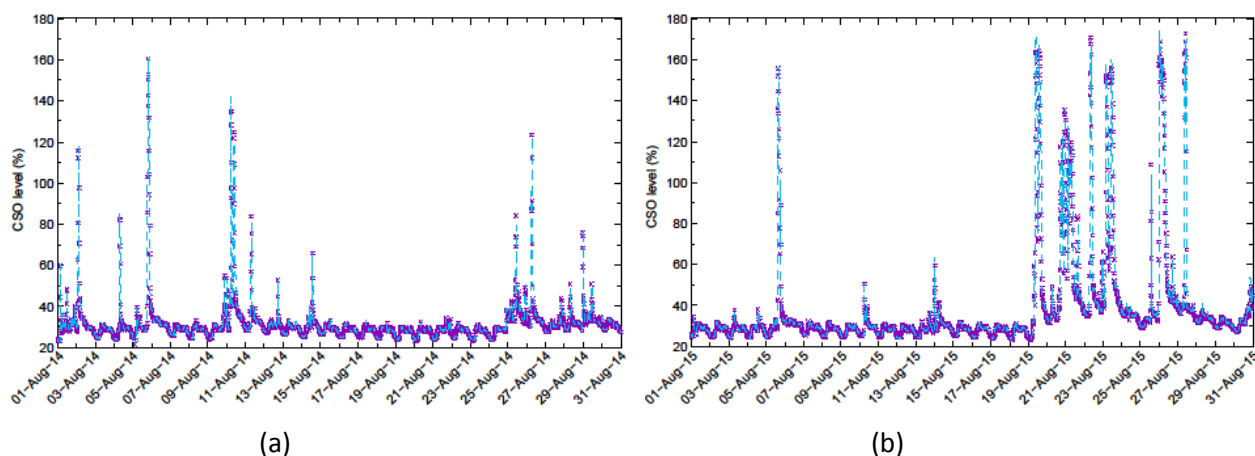 180
160
140
120
100
80
60
40
20
CSO level (%)
01-Aug-14
03-Aug-14
05-Aug-14
07-Aug-14
09-Aug-14
11-Aug-14
13-Aug-14
15-Aug-14
17-Aug-14
19-Aug-14
21-Aug-14
23-Aug-14
25-Aug-14
27-Aug-14
29-Aug-14
31-Aug-14
(a)
180
160
140
120
100
80
60
40
20
CSO level (%)
01-Aug-15
03-Aug-15
05-Aug-15
07-Aug-15
09-Aug-15
11-Aug-15
13-Aug-15
15-Aug-15
17-Aug-15
19-Aug-15
21-Aug-15
23-Aug-15
25-Aug-15
27-Aug-15
29-Aug-15
31-Aug-15
(b)